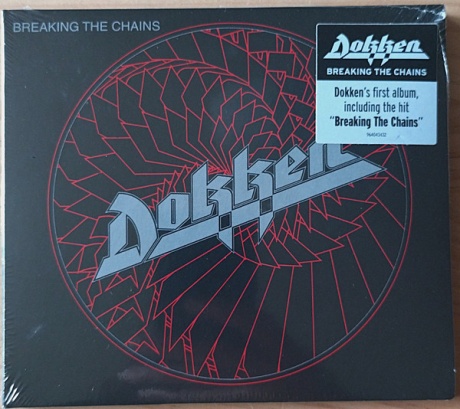 BREAKING THE CHAINS
Dokken
Dokken
BREAKING THE CHAINS
Dokken's first album,
including the hit
"Breaking The Chains"